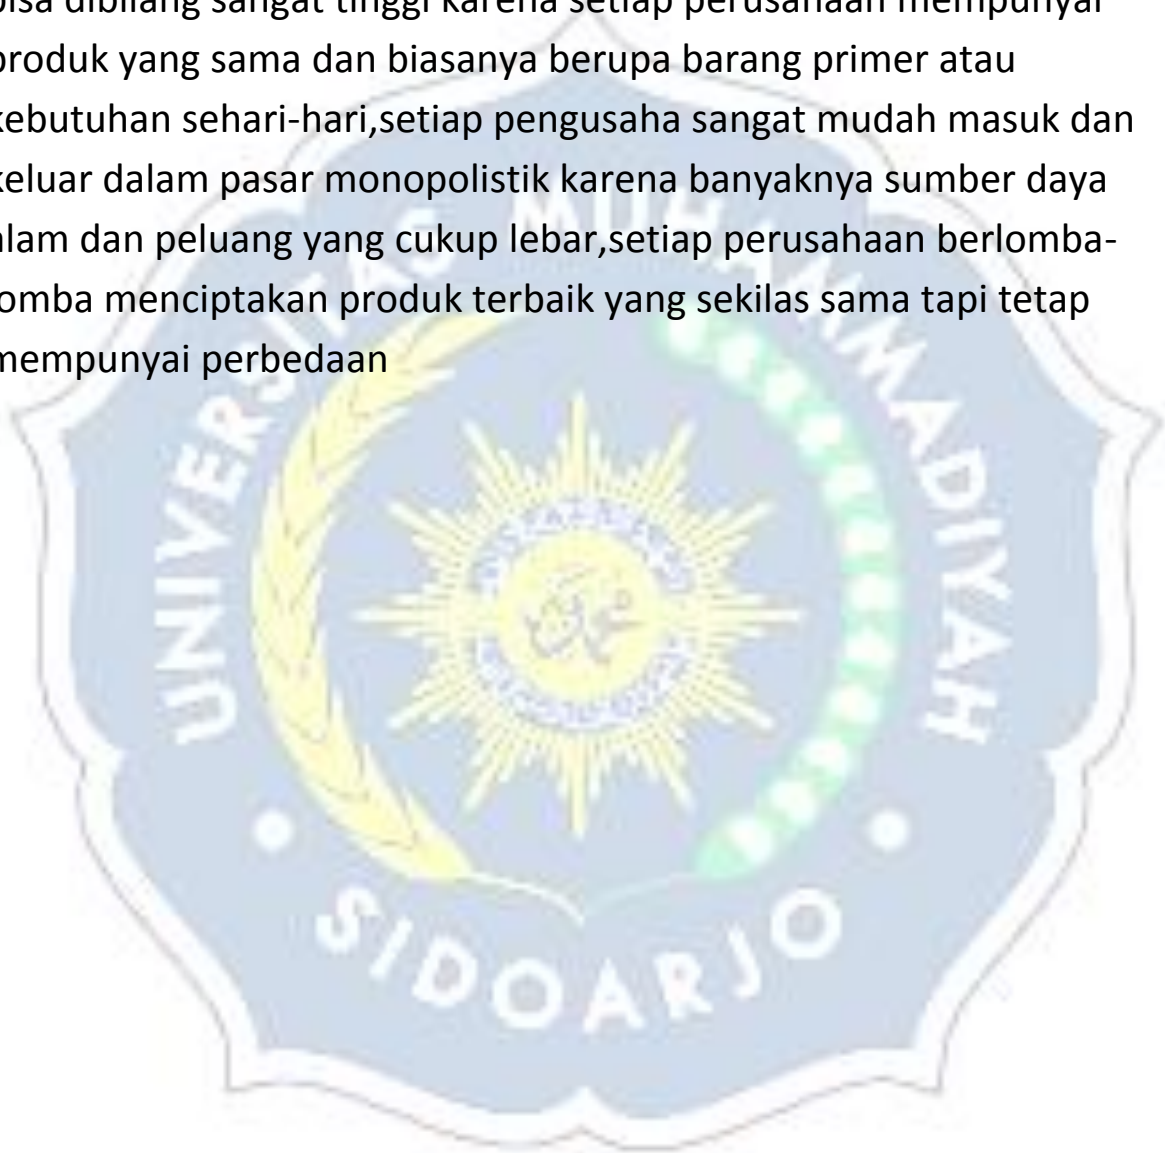 bisa dibilang sangat tinggi karena setiap perusahaan mempunyai
produk yang sama dan biasanya berupa barang primer atau
kebutuhan sehari-hari,setiap pengusaha sangat mudah masuk dan
keluar dalam pasar monopolistik karena banyaknya sumber daya
alam dan peluang yang cukup lebar,setiap perusahaan berlomba-
lomba menciptakan produk terbaik yang sekilas sama tapi tetap
mempunyai perbedaan
UNIVERSITAS MUHAMMADIYAH
SIDOARJO